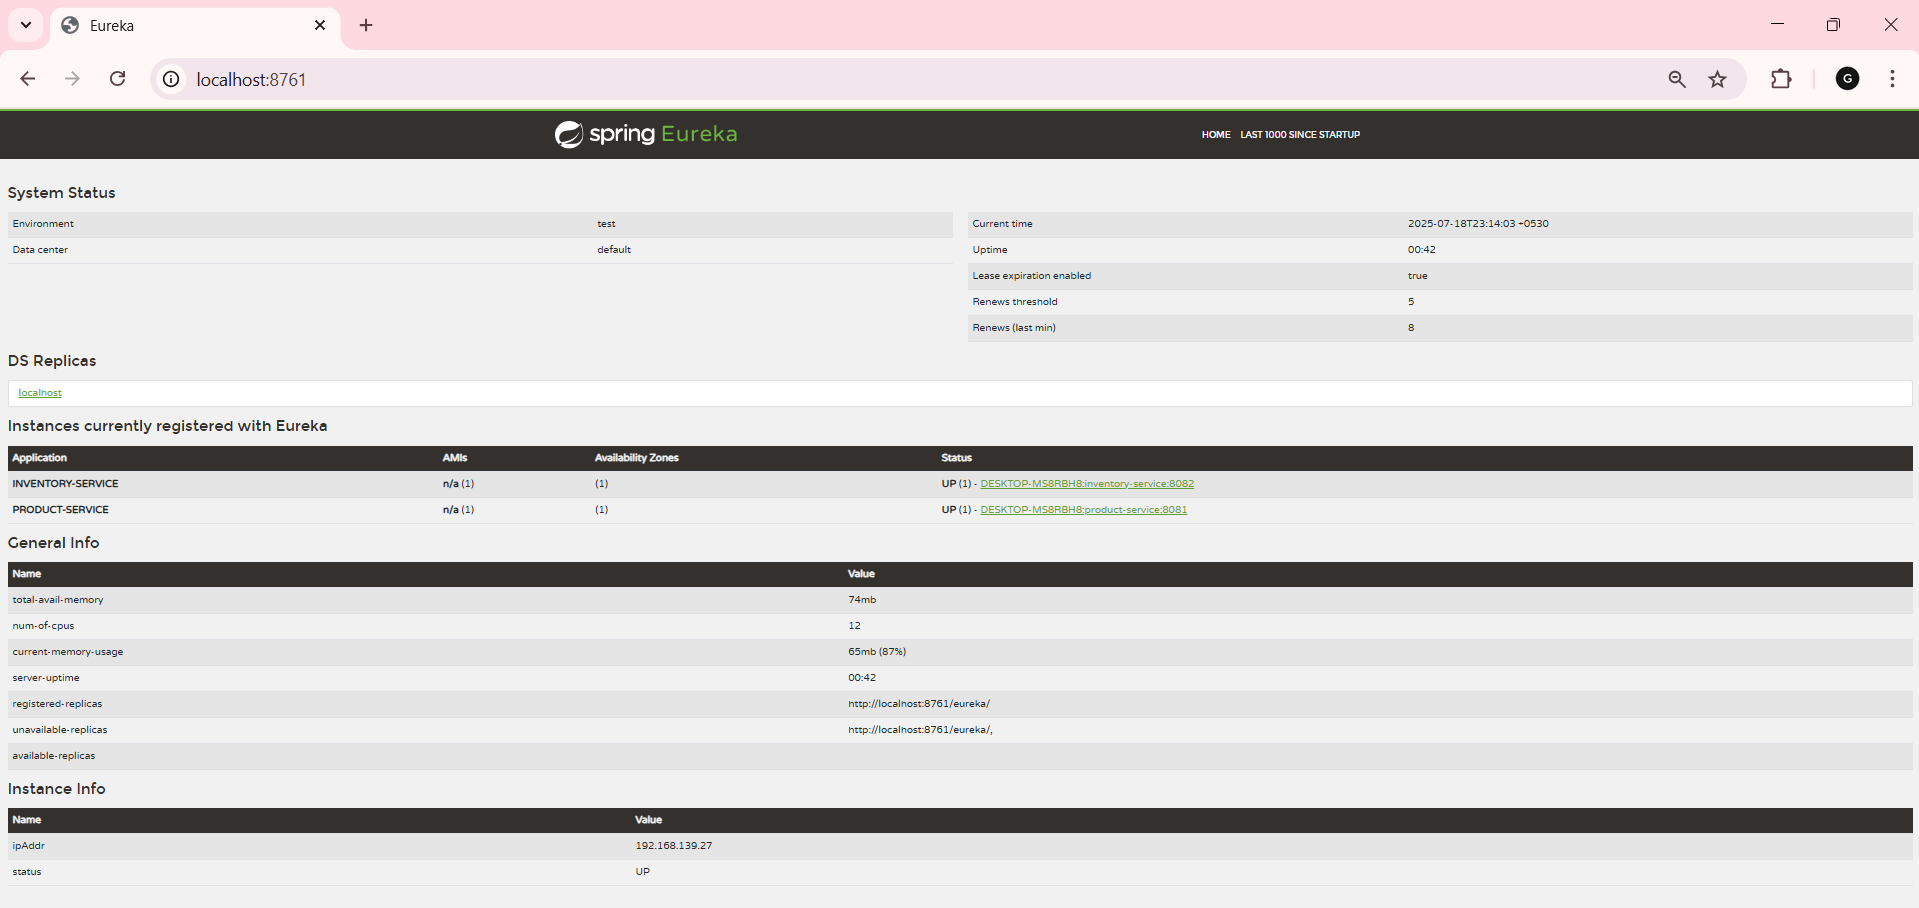 Eureka
localhost:8761
G
spring Eureka
HOME LAST 1000 SINCE STARTUP
System Status
Environment test
Data center default
Current time 2025-07-18T23:14:03 +0530
Uptime 00:42
Lease expiration enabled true
Renews threshold 5
Renews (last min) 8
DS Replicas
localhost
Instances currently registered with Eureka
Application AMIs Availability Zones Status
INVENTORY-SERVICE n/a (1) (1) UP (1) - DESKTOP-MS8RBH8:inventory-service:8082
PRODUCT-SERVICE n/a (1) (1) UP (1) - DESKTOP-MS8RBH8:product-service:8081
General Info
Name Value
total-avail-memory 74mb
num-of-cpus 12
current-memory-usage 65mb (87%)
server-uptime 00:42
registered-replicas http://localhost:8761/eureka/
unavailable-replicas http://localhost:8761/eureka/,
available-replicas
Instance Info
Name Value
ipAddr 192.168.139.27
status UP